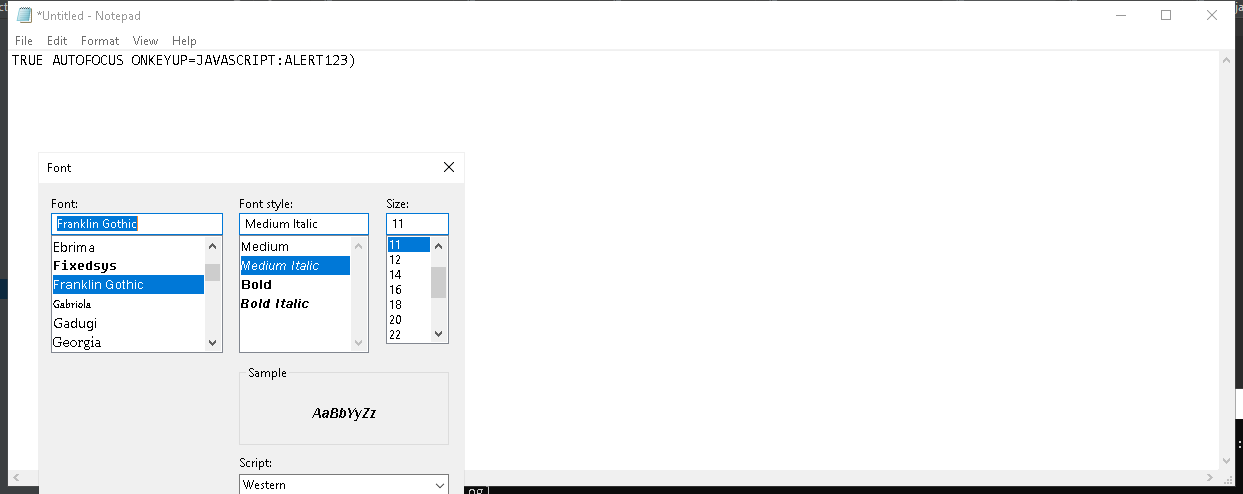 *Untitled - Notepad
File Edit Format View Help
TRUE AUTOFOCUS ONKEYUP=JAVASCRIPT:ALERT123)
Font
Font: Font style: Size:
Franklin Gothic Medium Italic 11
Ebrima Medium 11
Fixedsys Medium Italic 12
Franklin Gothic Bold 14
Gabriola Bold Italic 16
Gadugi 18
Georgia 20
22
Sample
AaBbYyZz
Script:
Western